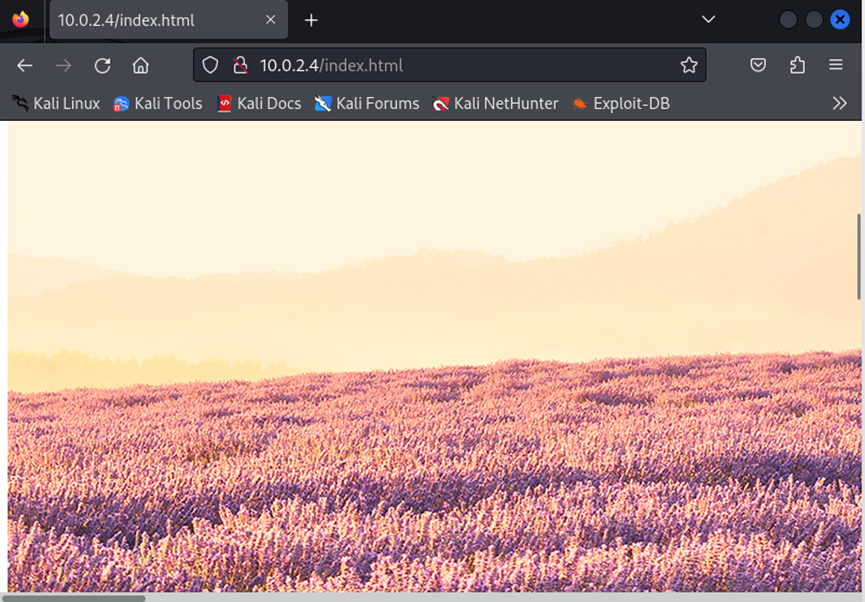 10.0.2.4/index.html
10.0.2.4/index.html
Kali Linux Kali Tools Kali Docs Kali Forums Kali NetHunter Exploit-DB